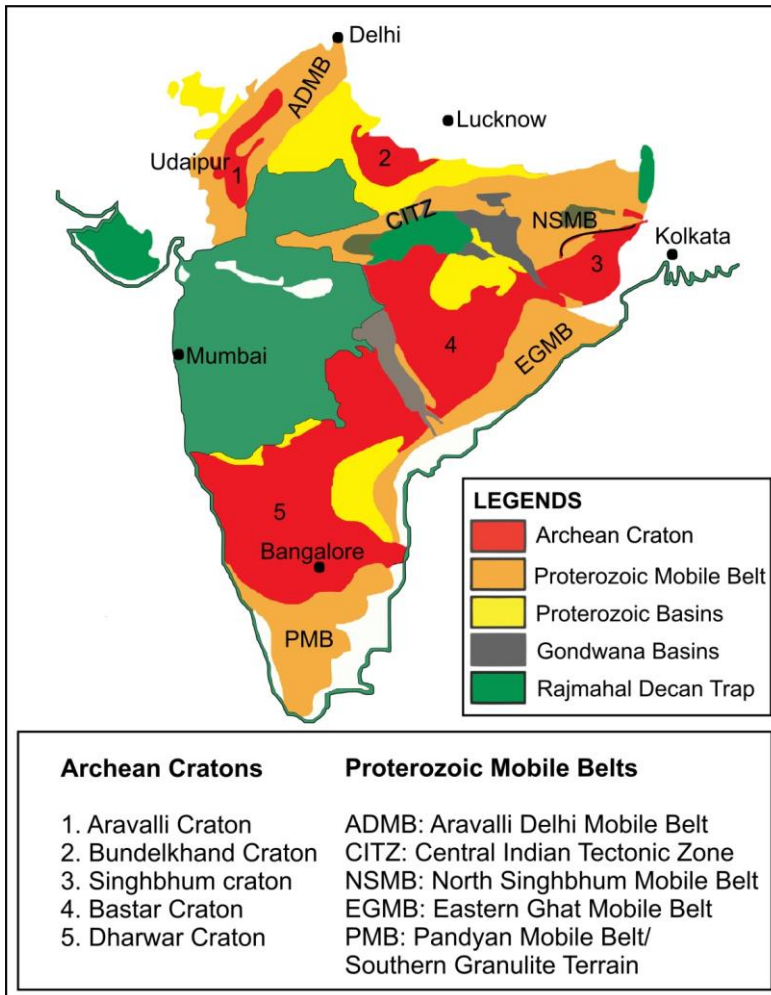 Delhi
ADMB
Lucknow
Udaipur
1
2
CITZ
NSMB
Kolkata
3
4
EGMB
Mumbai
5
Bangalore
PMB
LEGENDS
Archean Craton
Proterozoic Mobile Belt
Proterozoic Basins
Gondwana Basins
Rajmahal Decan Trap
Archean Cratons
1. Aravalli Craton
2. Bundelkhand Craton
3. Singhbhum craton
4. Bastar Craton
5. Dharwar Craton
Proterozoic Mobile Belts
ADMB: Aravalli Delhi Mobile Belt
CITZ: Central Indian Tectonic Zone
NSMB: North Singhbhum Mobile Belt
EGMB: Eastern Ghat Mobile Belt
PMB: Pandyan Mobile Belt/
Southern Granulite Terrain